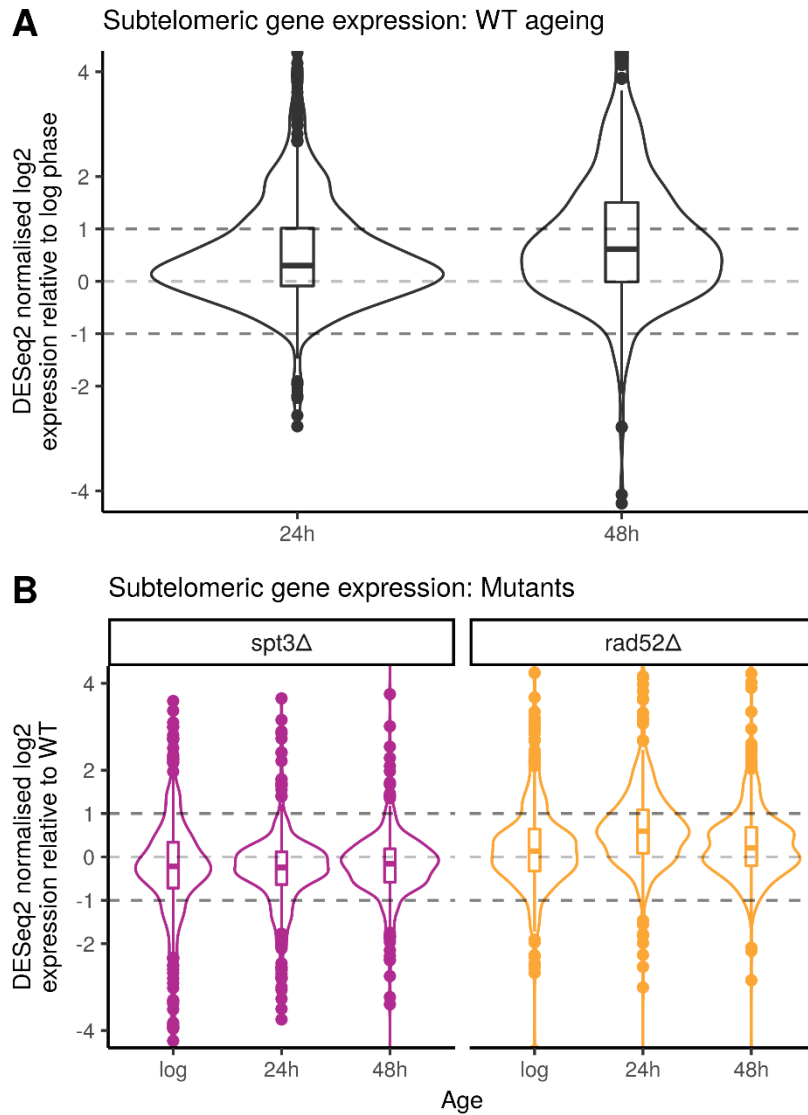 A
Subtelomeric gene expression: WT ageing
DESeq2 normalised log2
expression relative to log phase
4
2
1
0
-1
-2
-4
24h 48h
B
Subtelomeric gene expression: Mutants
spt3Δ rad52Δ
DESeq2 normalised log2
expression relative to WT
4
2
1
0
-1
-2
-4
log 24h 48h log 24h 48h
Age